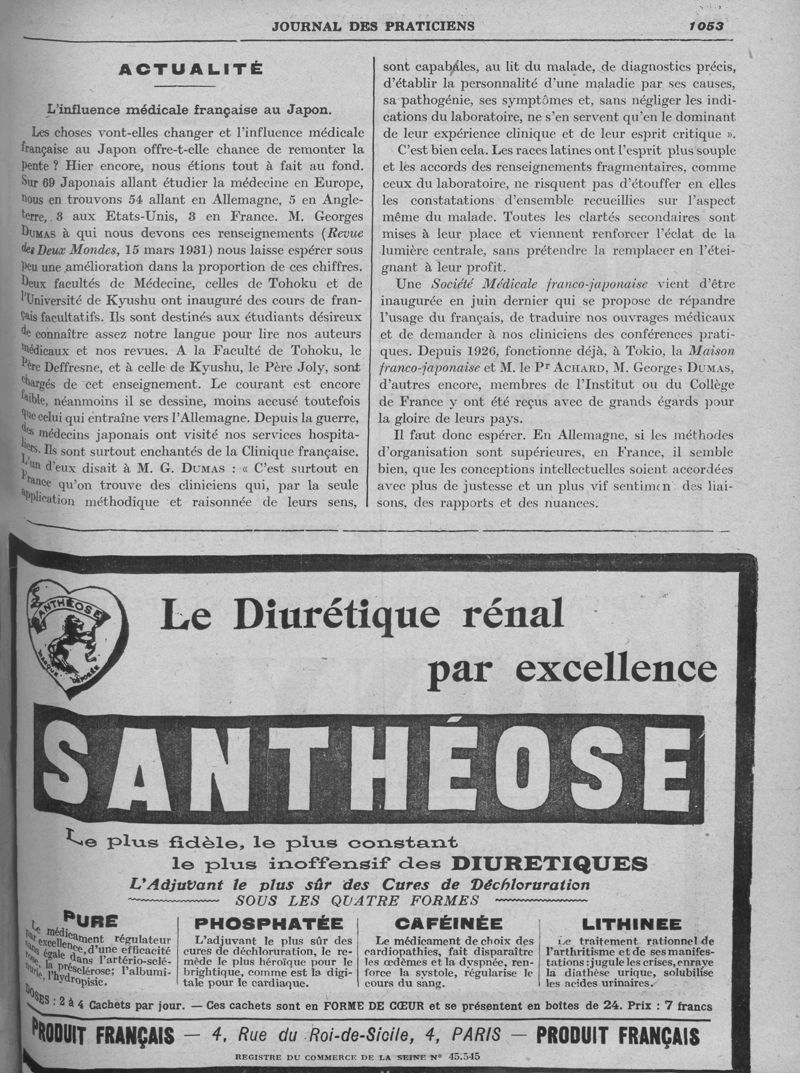 JOURNAL DES PRATICIENS 1053
ACTUALITÉ
L'influence médicale française au Japon.
Les choses vont-elles changer et l'influence médicale
française au Japon offre-t-elle chance de remonter la
pente ? Hier encore, nous étions tout à fait au fond.
Sur 69 Japonais allant étudier la médecine en Europe,
nous en trouvons 54 allant en Allemagne, 5 en Angle-
terre, 3 aux Etats-Unis, 3 en France. M. Georges
DUMAS à qui nous devons ces renseignements (Revue
des Deux Mondes, 15 mars 1931) nous laisse espérer sous
peu une amélioration dans la proportion de ces chiffres.
Deux facultés de Médecine, celles de Tohoku et de
l'Université de Kyushu ont inauguré des cours de fran-
çais facultatifs. Ils sont destinés aux étudiants désireux
de connaître assez notre langue pour lire nos auteurs
médicaux et nos revues. A la Faculté de Tohoku, le
Père Deffresne, et à celle de Kyushu, le Père Joly, sont
chargés de cet enseignement. Le courant est encore
faible, néanmoins il se dessine, moins accusé toutefois
que celui qui entraîne vers l'Allemagne. Depuis la guerre,
des médecins japonais ont visité nos services hospita-
liers. Ils sont surtout enchantés de la Clinique française.
L'un d'eux disait à M. G. DUMAS : « C'est surtout en
France qu'on trouve des cliniciens qui, par la seule
application méthodique et raisonnée de leurs sens,
sont capables, au lit du malade, de diagnostics précis,
d'établir la personnalité d'une maladie par ses causes,
sa pathogénie, ses symptômes et, sans négliger les indi-
cations du laboratoire, ne s'en servent qu'en le dominant
de leur expérience clinique et de leur esprit critique ».
C'est bien cela. Les races latines ont l'esprit plus souple
et les accords des renseignements fragmentaires, comme
ceux du laboratoire, ne risquent pas d'étouffer en elles
les constatations d'ensemble recueillies sur l'aspect
même du malade. Toutes les clartés secondaires sont
mises à leur place et viennent renforcer l'éclat de la
lumière centrale, sans prétendre la remplacer en l'étei-
gnant à leur profit.
Une Société Médicale franco-japonaise vient d'être
inaugurée en juin dernier qui se propose de répandre
l'usage du français, de traduire nos ouvrages médicaux
et de demander à nos cliniciens des conférences prati-
ques. Depuis 1926, fonctionne déjà, à Tokio, la Maison
franco-japonaise et M. le Pr ACHARD, M. Georges DUMAS,
d'autres encore, membres de l'Institut ou du Collège
de France y ont été reçus avec de grands égards pour
la gloire de leurs pays.
Il faut donc espérer. En Allemagne, si les méthodes
d'organisation sont supérieures, en France, il semble
bien, que les conceptions intellectuelles soient accordées
avec plus de justesse et un plus vif sentiment des liai-
sons, des rapports et des nuances.
SANTHÉOSE
MARQUE DÉPOSÉE
Le Diurétique rénal
par excellence
SANTHÉOSE
Le plus fidèle, le plus constant
le plus inoffensif des DIURETIQUES
L'Adjuvant le plus sûr des Cures de Déchloruration
SOUS LES QUATRE FORMES
PURE
Le médicament régulateur
par excellence, d'une efficacité
sans égale dans l'artério-sclé-
rose, la présclérose; l'albumi-
nurie, l'hydropisie.
PHOSPHATÉE
L'adjuvant le plus sûr des
cures de déchloruration, le re-
mède le plus héroïque pour le
brightique, comme est la digi-
tale pour le cardiaque.
CAFÉINÉE
Le médicament de choix des
cardiopathies, fait disparaître
les œdèmes et la dyspnée, ren-
force la systole, régularise le
cours du sang.
LITHINEE
Le traitement rationnel de
l'arthritisme et de ses manifes-
tations : jugule les crises, enraye
la diathèse urique, solubilise
les acides urinaires.
DOSES : 2 à 4 Cachets par jour. — Ces cachets sont en FORME DE CŒUR et se présentent en boîtes de 24. Prix : 7 francs
PRODUIT FRANÇAIS — 4, Rue du Roi-de-Sicile, 4, PARIS — PRODUIT FRANÇAIS
REGISTRE DU COMMERCE DE LA SEINE N° 45.545